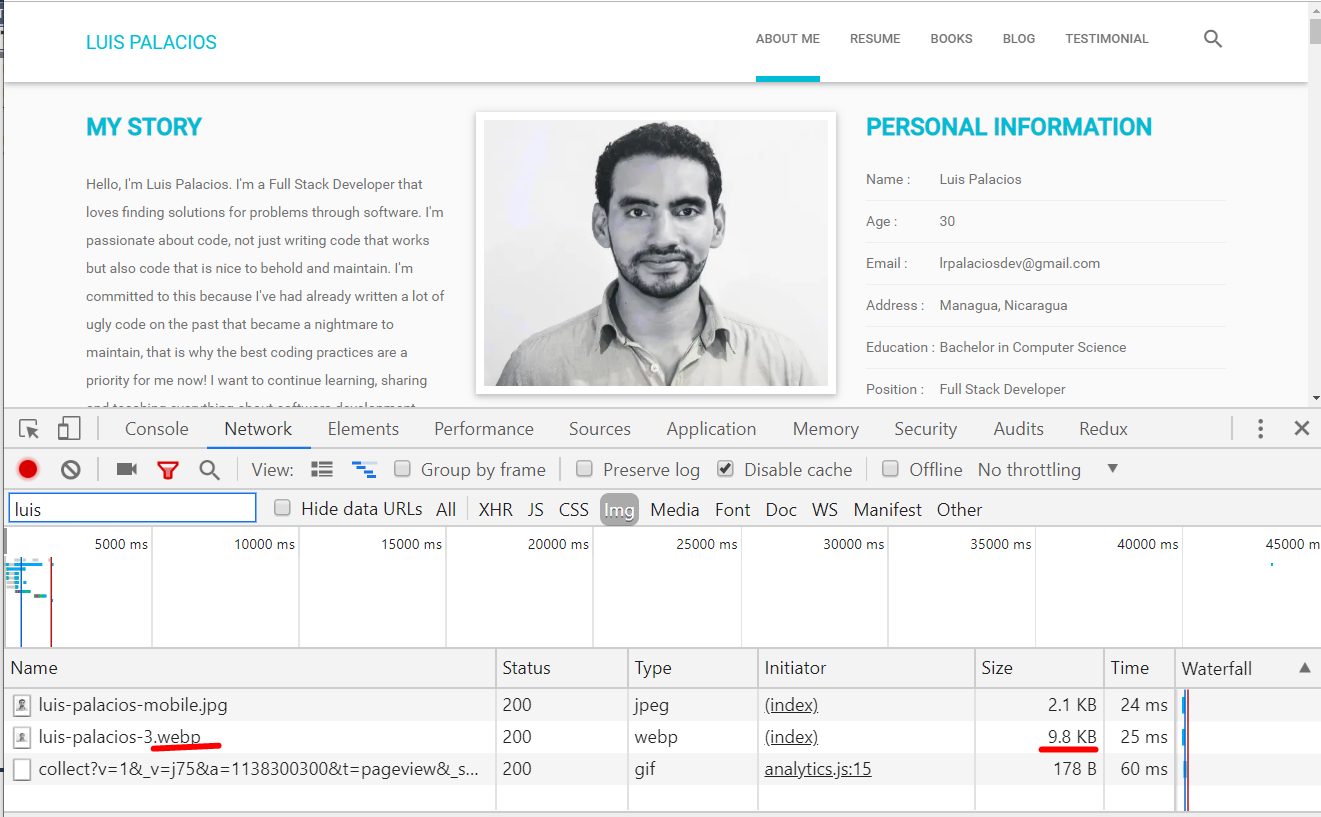 LUIS PALACIOS
ABOUT ME RESUME BOOKS BLOG TESTIMONIAL
MY STORY
Hello, I'm Luis Palacios. I'm a Full Stack Developer that
loves finding solutions for problems through software. I'm
passionate about code, not just writing code that works
but also code that is nice to behold and maintain. I'm
committed to this because I've had already written a lot of
ugly code on the past that became a nightmare to
maintain, that is why the best coding practices are a
priority for me now! I want to continue learning, sharing
and teaching everything about software development
PERSONAL INFORMATION
Name : Luis Palacios
Age : 30
Email : lrpalaciosdev@gmail.com
Address : Managua, Nicaragua
Education : Bachelor in Computer Science
Position : Full Stack Developer
Console Network Elements Performance Sources Application Memory Security Audits Redux
View: Group by frame Preserve log Disable cache Offline No throttling
luis Hide data URLs All XHR JS CSS Img Media Font Doc WS Manifest Other
5000 ms 10000 ms 15000 ms 20000 ms 25000 ms 30000 ms 35000 ms 40000 ms 45000 m
Name Status Type Initiator Size Time Waterfall
luis-palacios-mobile.jpg 200 jpeg (index) 2.1 KB 24 ms
luis-palacios-3.webp 200 webp (index) 9.8 KB 25 ms
collect?v=1&_v=j75&a=1138300300&t=pageview&_s... 200 gif analytics.js:15 178 B 60 ms